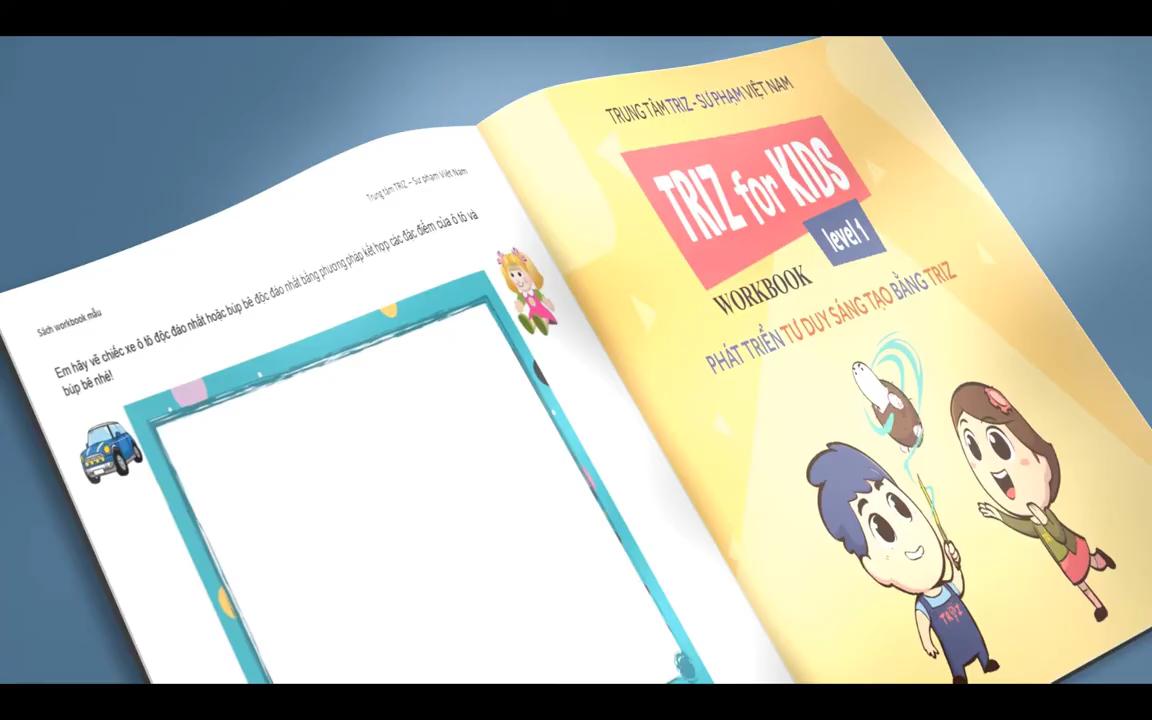 Trung tâm TRIZ – Sư phạm Việt Nam
Sách workbook mẫu
Em hãy vẽ chiếc xe ô tô độc đáo nhất hoặc búp bê độc đáo nhất bằng phương pháp kết hợp các đặc điểm của ô tô và
búp bê nhé!
TRUNG TÂM TRIZ - SƯ PHẠM VIỆT NAM
TRIZ for KIDS
level 1
WORKBOOK
PHÁT TRIỂN TƯ DUY SÁNG TẠO BẰNG TRIZ
TRIZ